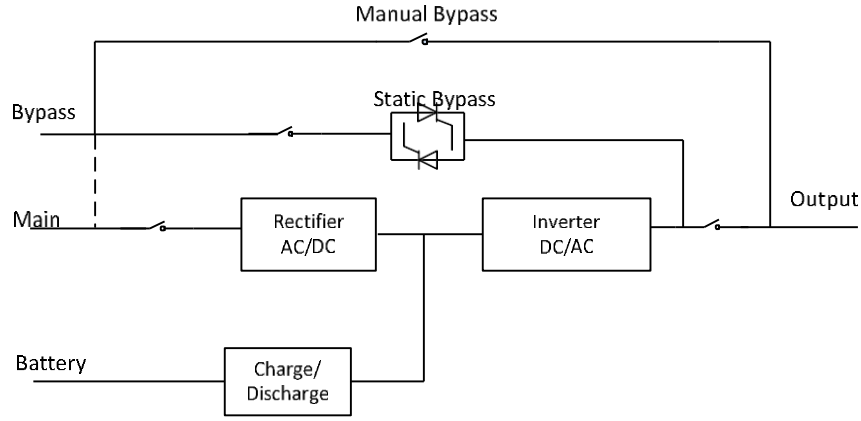 Manual Bypass
Static Bypass
Bypass
Main
Rectifier
AC/DC
Inverter
DC/AC
Output
Battery
Charge/
Discharge